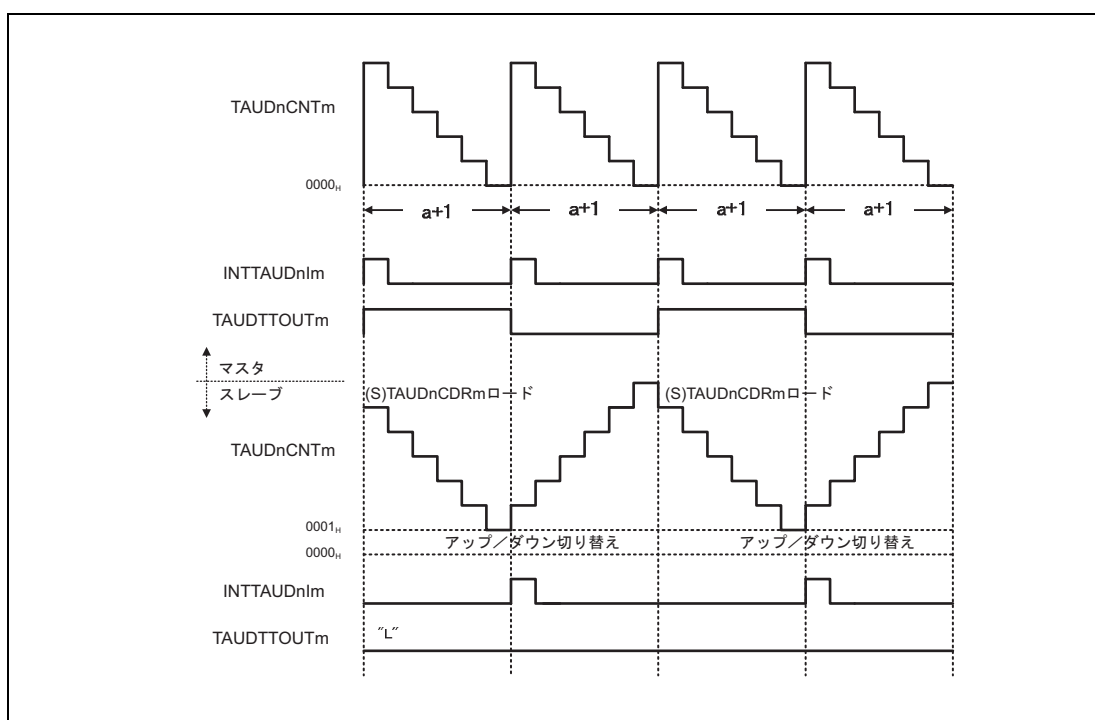 TAUDnCNTm
0000H
a+1 a+1 a+1 a+1
INTTAUDnIm
TAUDTTOUTm
マスタ
スレーブ
(S)TAUDnCDRmロード (S)TAUDnCDRmロード
TAUDnCNTm
0001H
アップ／ダウン切り替え アップ／ダウン切り替え
0000H
INTTAUDnIm
"L"
TAUDTTOUTm